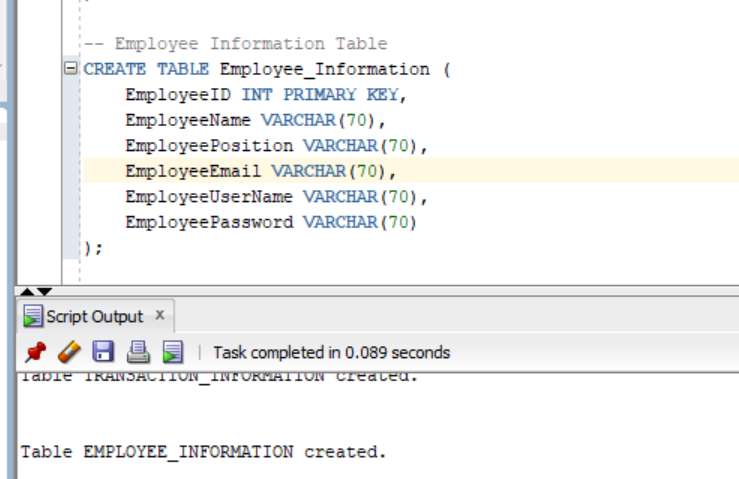 -- Employee Information Table
CREATE TABLE Employee_Information (
EmployeeID INT PRIMARY KEY,
EmployeeName VARCHAR(70),
EmployeePosition VARCHAR(70),
EmployeeEmail VARCHAR(70),
EmployeeUserName VARCHAR(70),
EmployeePassword VARCHAR(70)
);
Script Output x
Task completed in 0.089 seconds
Table TRANSACTION_INFORMATION created.
Table EMPLOYEE_INFORMATION created.